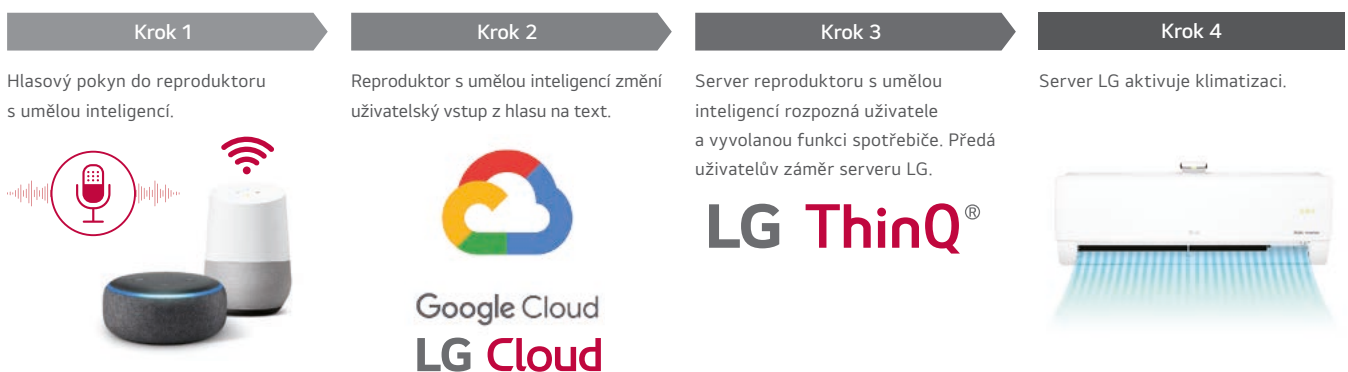 Krok 1
Hlasový pokyn do reproduktoru
s umělou inteligencí.
Krok 2
Reproduktor s umělou inteligencí změní
uživatelský vstup z hlasu na text.
Google Cloud
LG Cloud
Krok 3
Server reproduktoru s umělou
inteligencí rozpozná uživatele
a vyvolanou funkci spotřebiče. Předá
uživatelův záměr serveru LG.
LG ThinQ®
Krok 4
Server LG aktivuje klimatizaci.